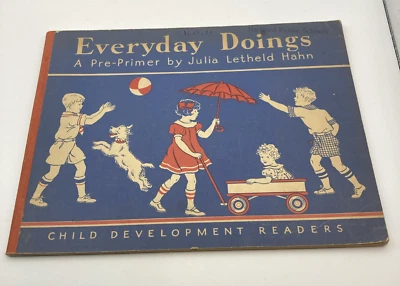 Everyday Doings
A Pre-Primer by Julia Letheld Hahn
CHILD DEVELOPMENT READERS